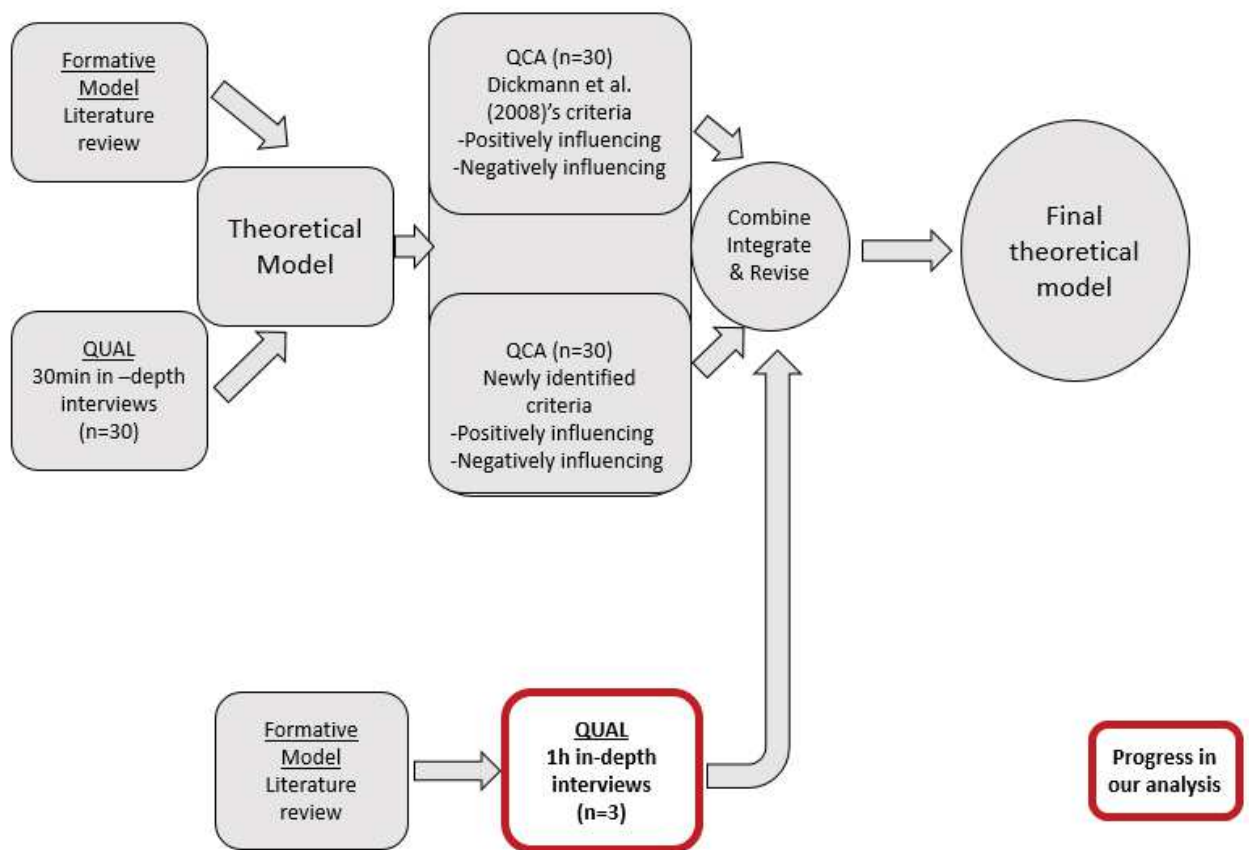 Formative
Model
Literature
review
QUAL
30min in –depth
interviews
(n=30)
Theoretical
Model
QCA (n=30)
Dickmann et al.
(2008)'s criteria
-Positively influencing
-Negatively influencing
QCA (n=30)
Newly identified
criteria
-Positively influencing
-Negatively influencing
Combine
Integrate
& Revise
Final
theoretical
model
Formative
Model
Literature
review
QUAL
1h in-depth
interviews
(n=3)
Progress in
our analysis